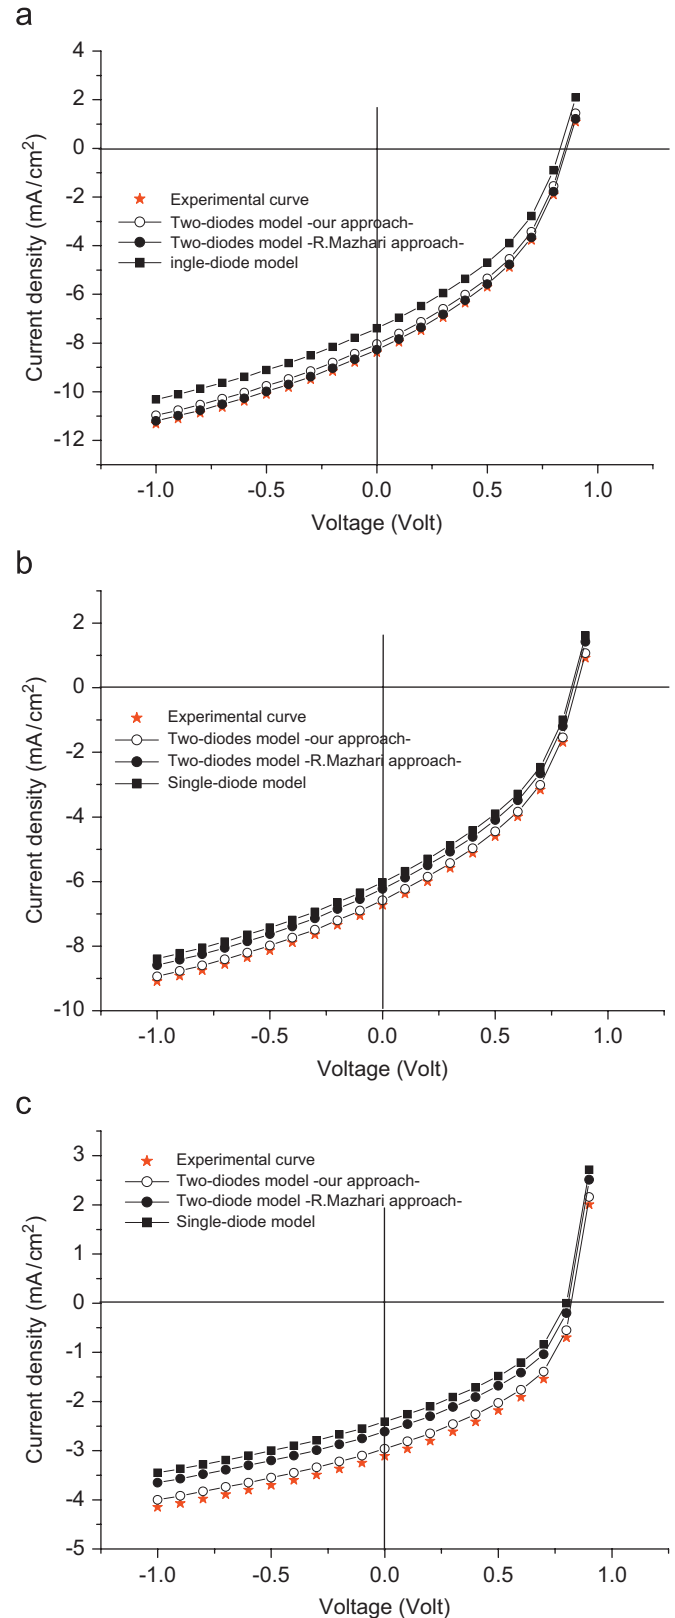 a
4
2
0
-2
-4
-6
-8
-10
-12
Current density (mA/cm²)
Experimental curve
Two-diodes model -our approach-
Two-diodes model -R.Mazhari approach-
ingle-diode model
-1.0 -0.5 0.0 0.5 1.0
Voltage (Volt)
b
2
0
-2
-4
-6
-8
-10
Current density (mA/cm²)
Experimental curve
Two-diodes model -our approach-
Two-diodes model -R.Mazhari approach-
Single-diode model
-1.0 -0.5 0.0 0.5 1.0
Voltage (Volt)
c
3
2
1
0
-1
-2
-3
-4
-5
Current density (mA/cm²)
Experimental curve
Two-diodes model -our approach-
Two-diode model -R.Mazhari approach-
Single-diode model
-1.0 -0.5 0.0 0.5 1.0
Voltage (Volt)